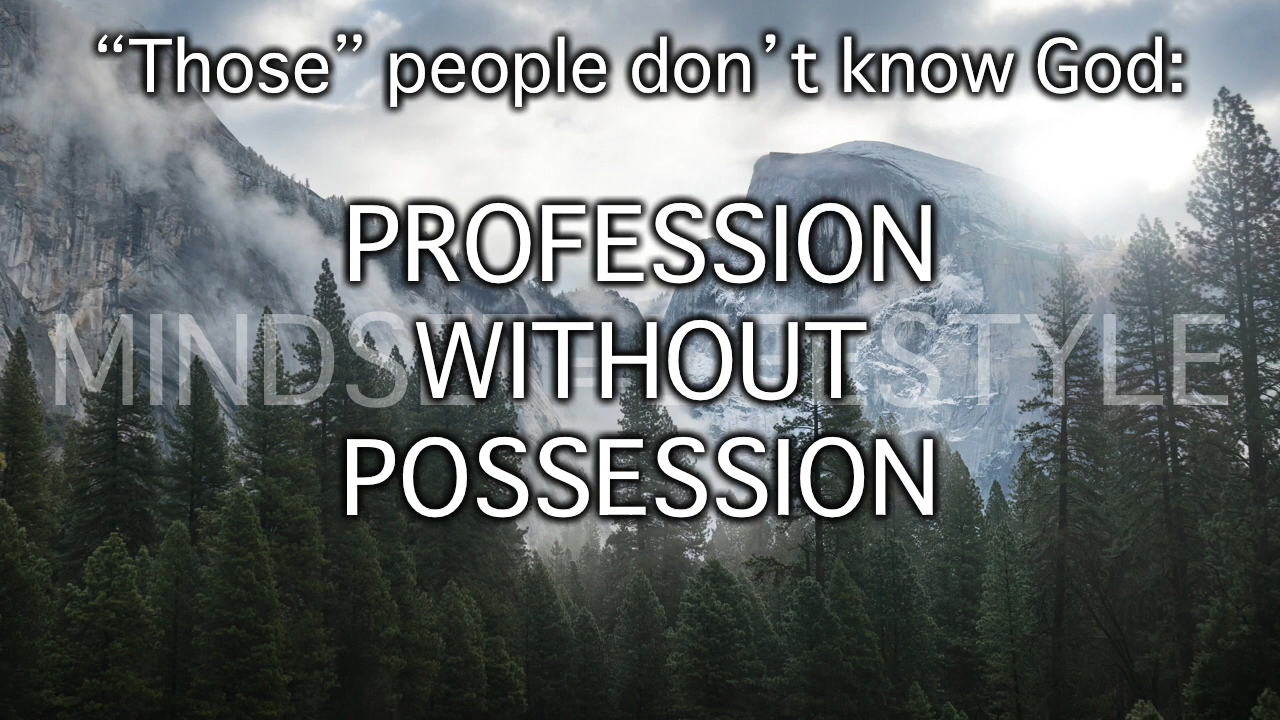 “Those” people don’t know God:
PROFESSION
WITHOUT
POSSESSION